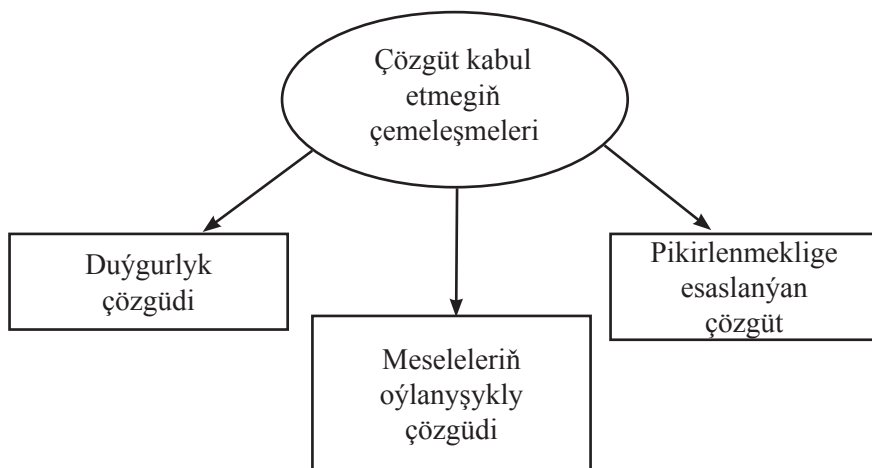 Çözgüt kabul
etmegiň
çemeleşmeleri
Duýgurlyk
çözgüdi
Meseleleriň
oýlanyşykly
çözgüdi
Pikirlenmeklige
esaslanýan
çözgüt